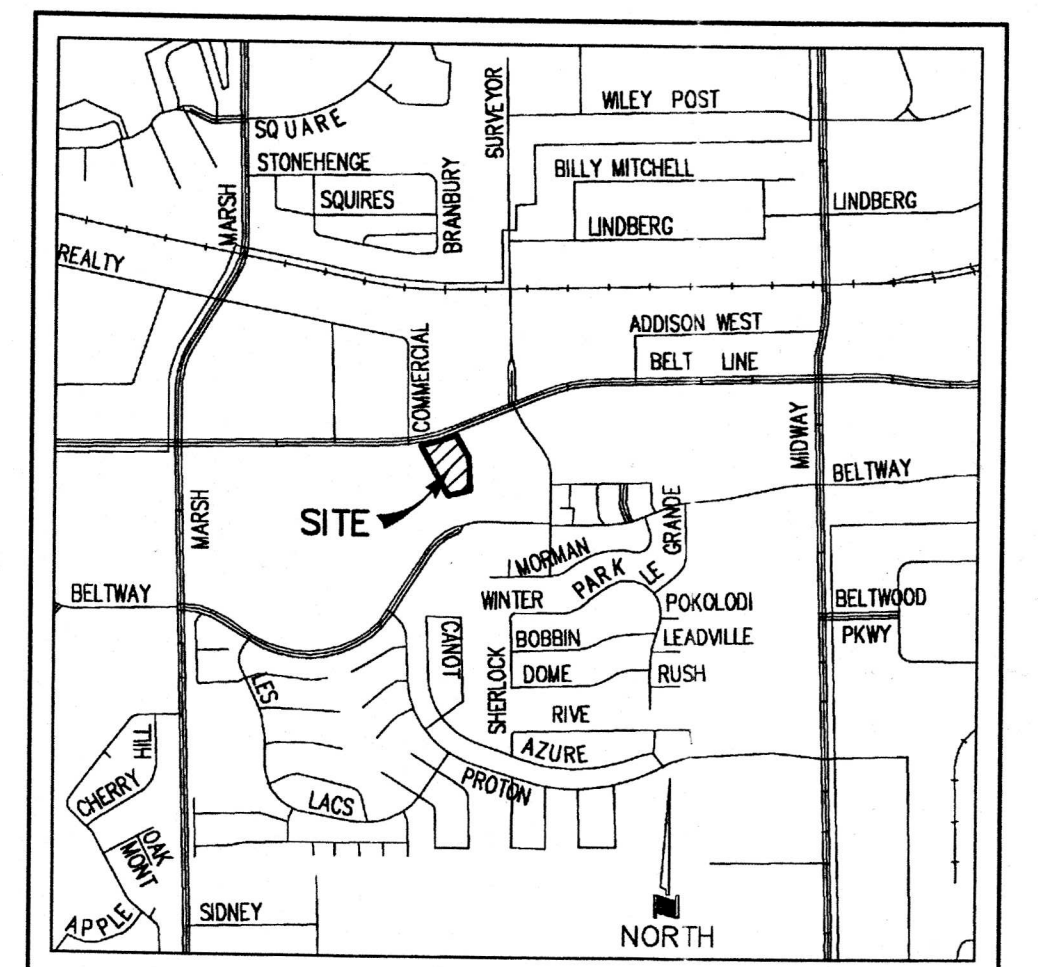 WILEY POST
SURVEYOR
SQUARE
STONEHENGE
BILLY MITCHELL
MARSH
SQUIRES
BRANBURY
LINDBERG
LINDBERG
REALTY
ADDISON WEST
COMMERCIAL
BELT LINE
MIDWAY
BELTWAY
SITE
MARSH
GRANDE
LE
MORMAN
PARK
BELTWAY
WINTER
POKOLODI
BELTWOOD
PKWY
CANOT
BOBBIN
LEADVILLE
SHERLOCK
DOME
RUSH
LES
RIVE
HILL
AZURE
CHERRY
PROTON
LACS
OAK
MONT
APPLE
SIDNEY
NORTH